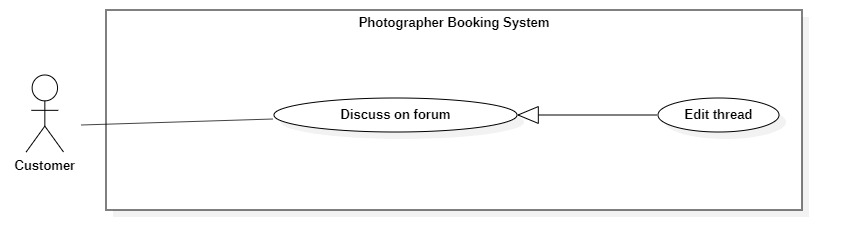 Photographer Booking System
Discuss on forum
Edit thread
Customer